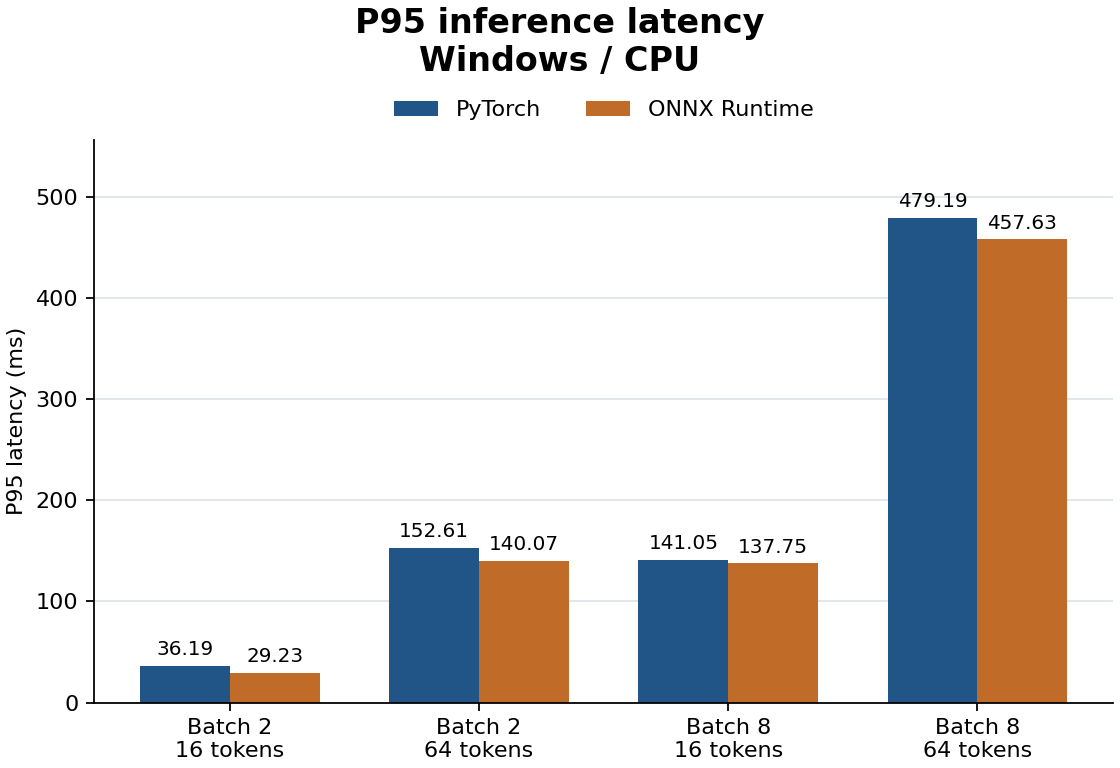 P95 inference latency
Windows / CPU
PyTorch
ONNX Runtime
P95 latency (ms)
500
400
300
200
100
0
36.19
29.23
152.61
140.07
141.05
137.75
479.19
457.63
Batch 2
16 tokens
Batch 2
64 tokens
Batch 8
16 tokens
Batch 8
64 tokens